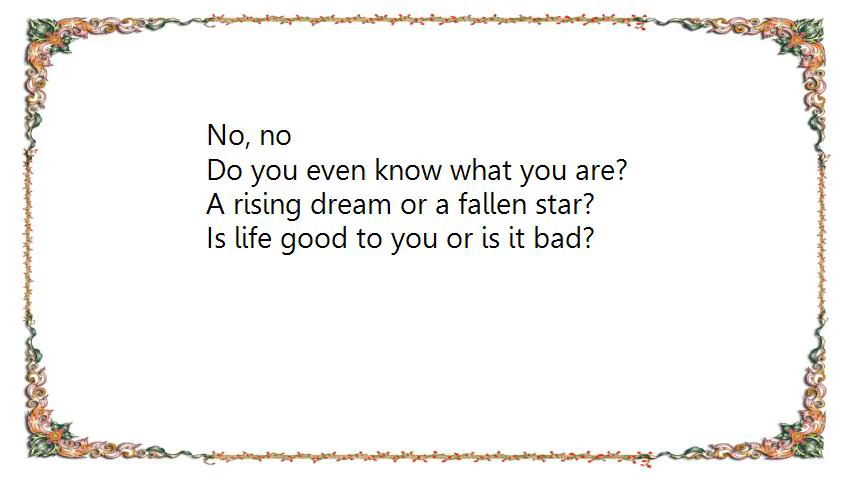 No, no
Do you even know what you are?
A rising dream or a fallen star?
Is life good to you or is it bad?